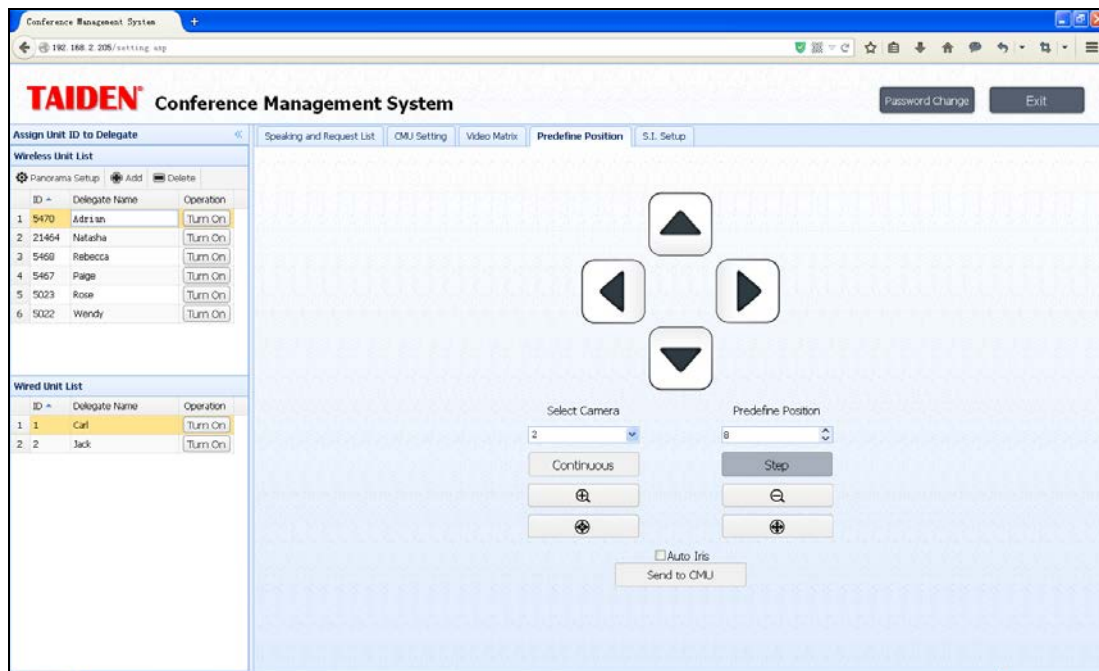 Conference Management System
192.168.2.205/setting.asp
TAIDEN® Conference Management System
Password Change
Exit
Assign Unit ID to Delegate
Speaking and Request List
CMU Setting
Video Matrix
Predefine Position
S.I. Setup
Wireless Unit List
Panorama Setup Add Delete
ID Delegate Name Operation
1 5470 Adrian Turn On
2 21464 Natasha Turn On
3 5468 Rebecca Turn On
4 5467 Paige Turn On
5 5023 Rose Turn On
6 5022 Wendy Turn On
Wired Unit List
ID Delegate Name Operation
1 1 Carl Turn On
2 2 Jack Turn On
Select Camera Predefine Position
2 8
Continuous Step
Auto Iris
Send to CMU